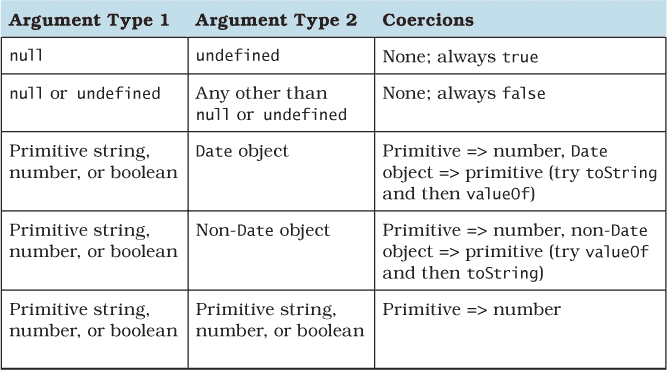 Argument Type 1 Argument Type 2 Coercions
null undefined None; always true
null or undefined Any other than None; always false
null or undefined
Primitive string, Date object Primitive => number, Date
number, or boolean object => primitive (try toString
and then valueOf)
Primitive string, Non-Date object Primitive => number, non-Date
number, or boolean object => primitive (try valueOf
and then toString)
Primitive string, Primitive string, Primitive => number
number, or boolean number, or boolean